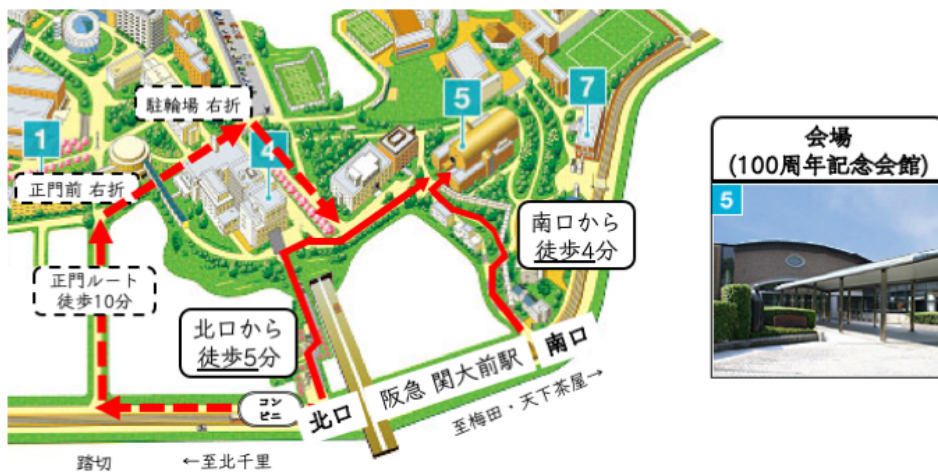 駐輪場 右折
1
4
5
7
正門前 右折
正門ルート
徒歩10分
北口から
徒歩5分
南口から
徒歩4分
コン
ビニ
北口
阪急 関大前駅
南口
至梅田・天下茶屋→
踏切
←至北千里
会場
(100周年記念会館)
5